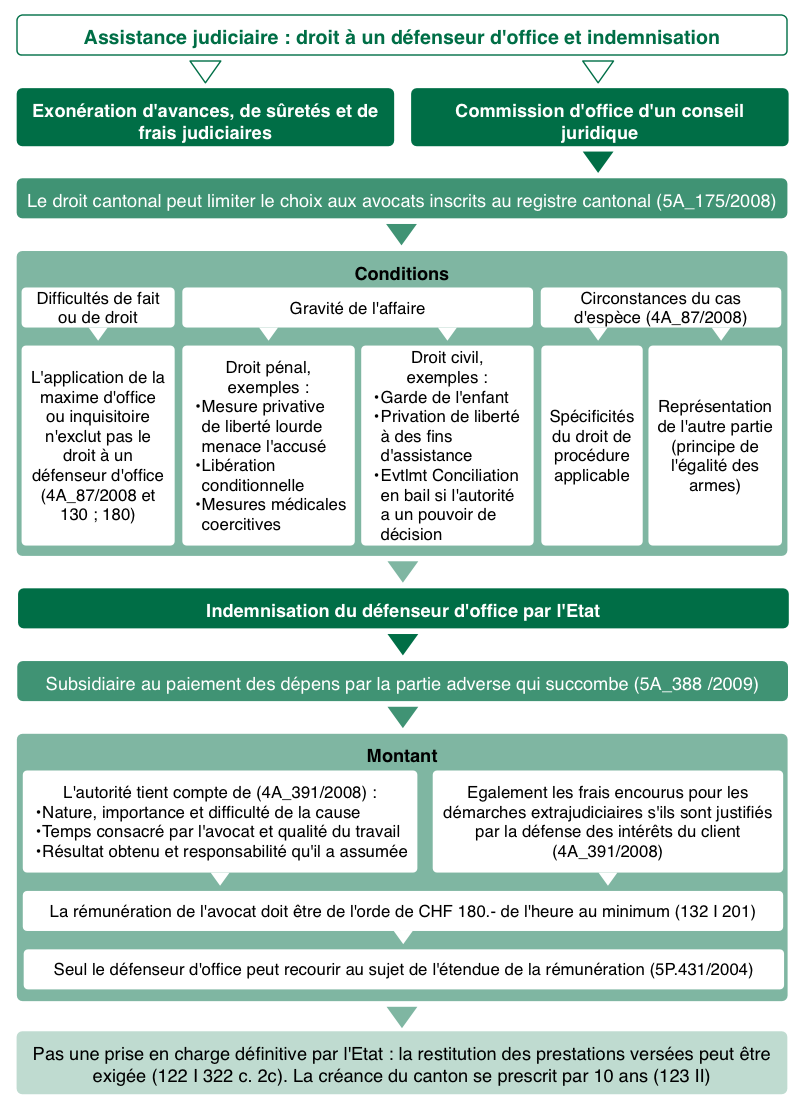 Assistance judiciaire : droit à un défenseur d'office et indemnisation
Exonération d'avances, de sûretés et de
frais judiciaires
Commission d'office d'un conseil
juridique
Le droit cantonal peut limiter le choix aux avocats inscrits au registre cantonal (5A_175/2008)
Conditions
Difficultés de fait
ou de droit
L'application de la
maxime d'office
ou inquisitoire
n'exclut pas le
droit à un
défenseur d'office
(4A_87/2008 et
130 ; 180)
Gravité de l'affaire
Droit pénal,
exemples :
•Mesure privative
de liberté lourde
menace l'accusé
•Libération
conditionnelle
•Mesures médicales
coercitives
Droit civil,
exemples :
•Garde de l'enfant
•Privation de liberté
à des fins
d'assistance
•Evtlmt Conciliation
en bail si l'autorité
a un pouvoir de
décision
Circonstances du cas
d'espèce (4A_87/2008)
Spécificités
du droit de
procédure
applicable
Représentation
de l'autre partie
(principe de
l'égalité des
armes)
Indemnisation du défenseur d'office par l'Etat
Subsidiaire au paiement des dépens par la partie adverse qui succombe (5A_388 /2009)
Montant
L'autorité tient compte de (4A_391/2008) :
•Nature, importance et difficulté de la cause
•Temps consacré par l'avocat et qualité du travail
•Résultat obtenu et responsabilité qu'il a assumée
Egalement les frais encourus pour les
démarches extrajudiciaires s'ils sont justifiés
par la défense des intérêts du client
(4A_391/2008)
La rémunération de l'avocat doit être de l'orde de CHF 180.- de l'heure au minimum (132 I 201)
Seul le défenseur d'office peut recourir au sujet de l'étendue de la rémunération (5P.431/2004)
Pas une prise en charge définitive par l'Etat : la restitution des prestations versées peut être
exigée (122 I 322 c. 2c). La créance du canton se prescrit par 10 ans (123 II)